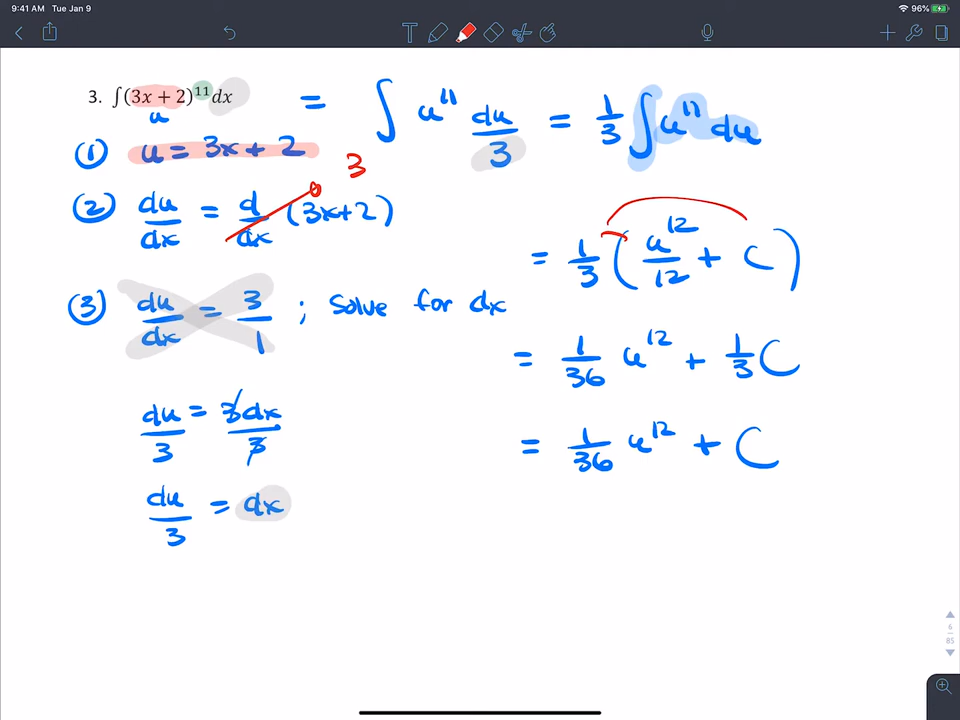 9:41 AM Tue Jan 9
96%
3. ∫(3x + 2)^11 dx = ∫ u^11 du/3 = 1/3 ∫ u^11 du
u
(1) u = 3x + 2
3
(2) du/dx = d/dx (3x+2)
0
= 1/3 (u^12/12 + C)
(3) du/dx = 3/1 ; Solve for dx
= 1/36 u^12 + 1/3 C
du/3 = 3dx/3
= 1/36 u^12 + C
du/3 = dx
6
85